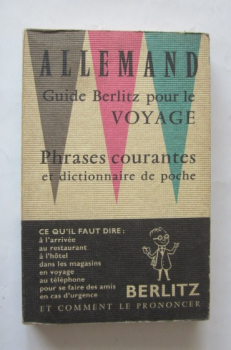 ALLEMAND
Guide Berlitz pour le
VOYAGE
Phrases courantes
et dictionnaire de poche
CE QU'IL FAUT DIRE :
à l'arrivée
au restaurant
à l'hôtel
dans les magasins
en voyage
au téléphone
pour se faire des amis
en cas d'urgence
BERLITZ
ET COMMENT LE PRONONCER